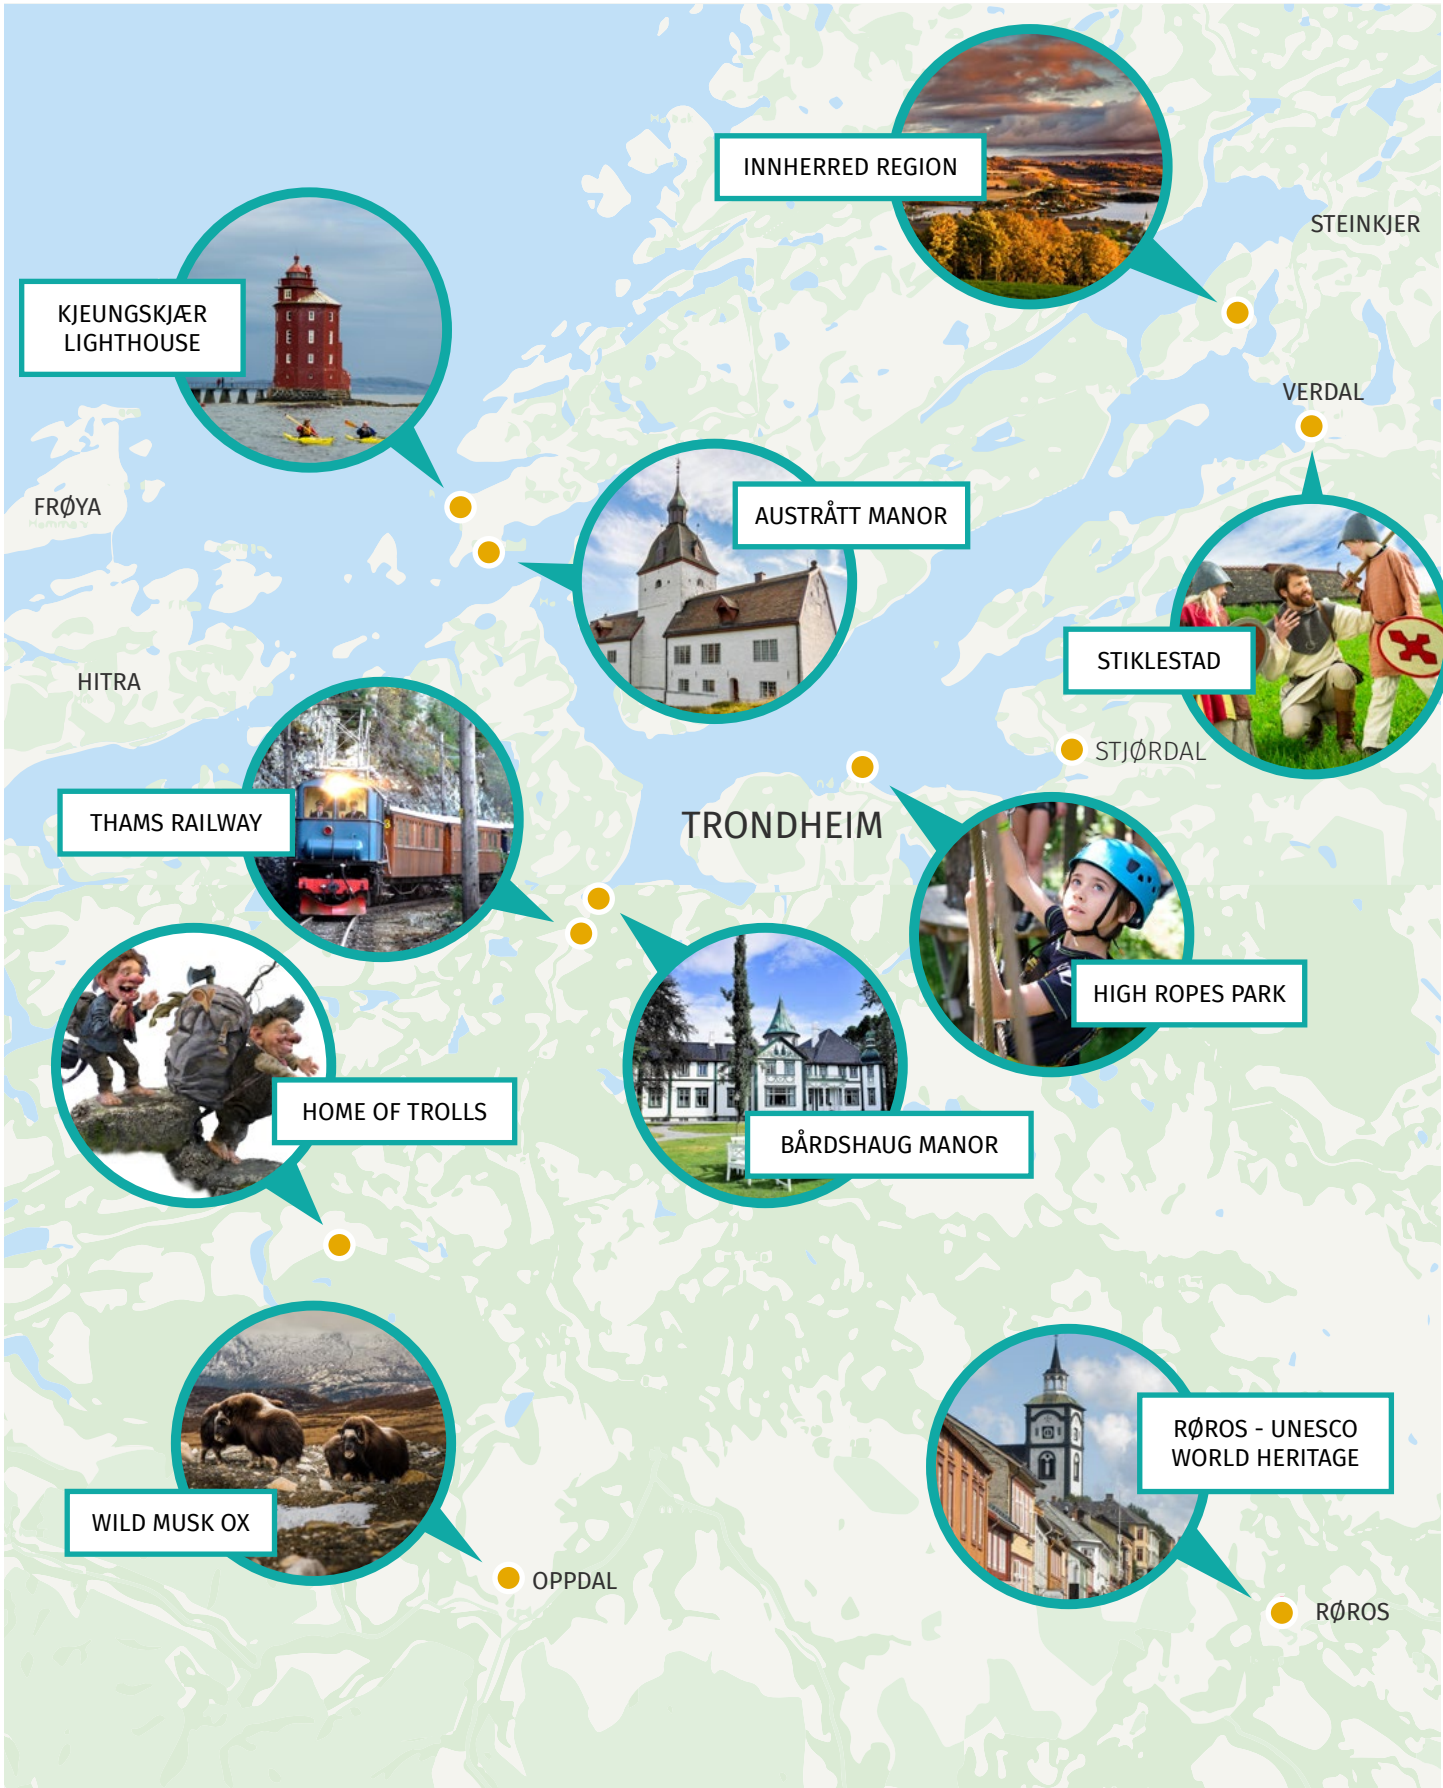 INNHERRED REGION
STEINKJER
KJEUNGSKJÆR
LIGHTHOUSE
VERDAL
FRØYA
AUSTRÅTT MANOR
STIKLESTAD
HITRA
STJØRDAL
THAMS RAILWAY
TRONDHEIM
HIGH ROPES PARK
HOME OF TROLLS
BÅRDSHAUG MANOR
RØROS - UNESCO
WORLD HERITAGE
WILD MUSK OX
OPPDAL
RØROS